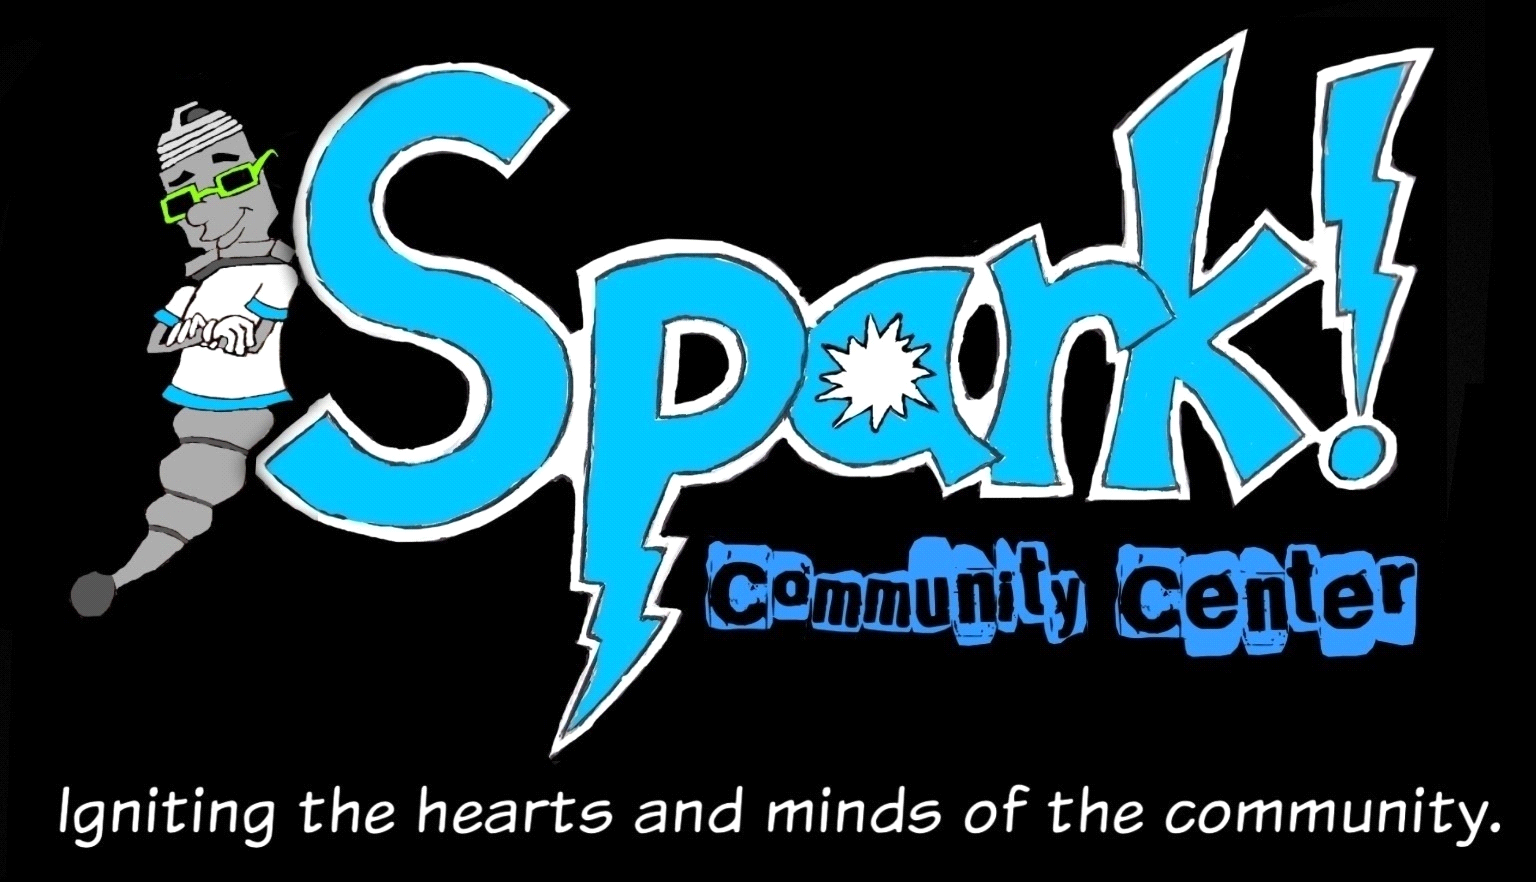 Spark!
Community Center
Igniting the hearts and minds of the community.